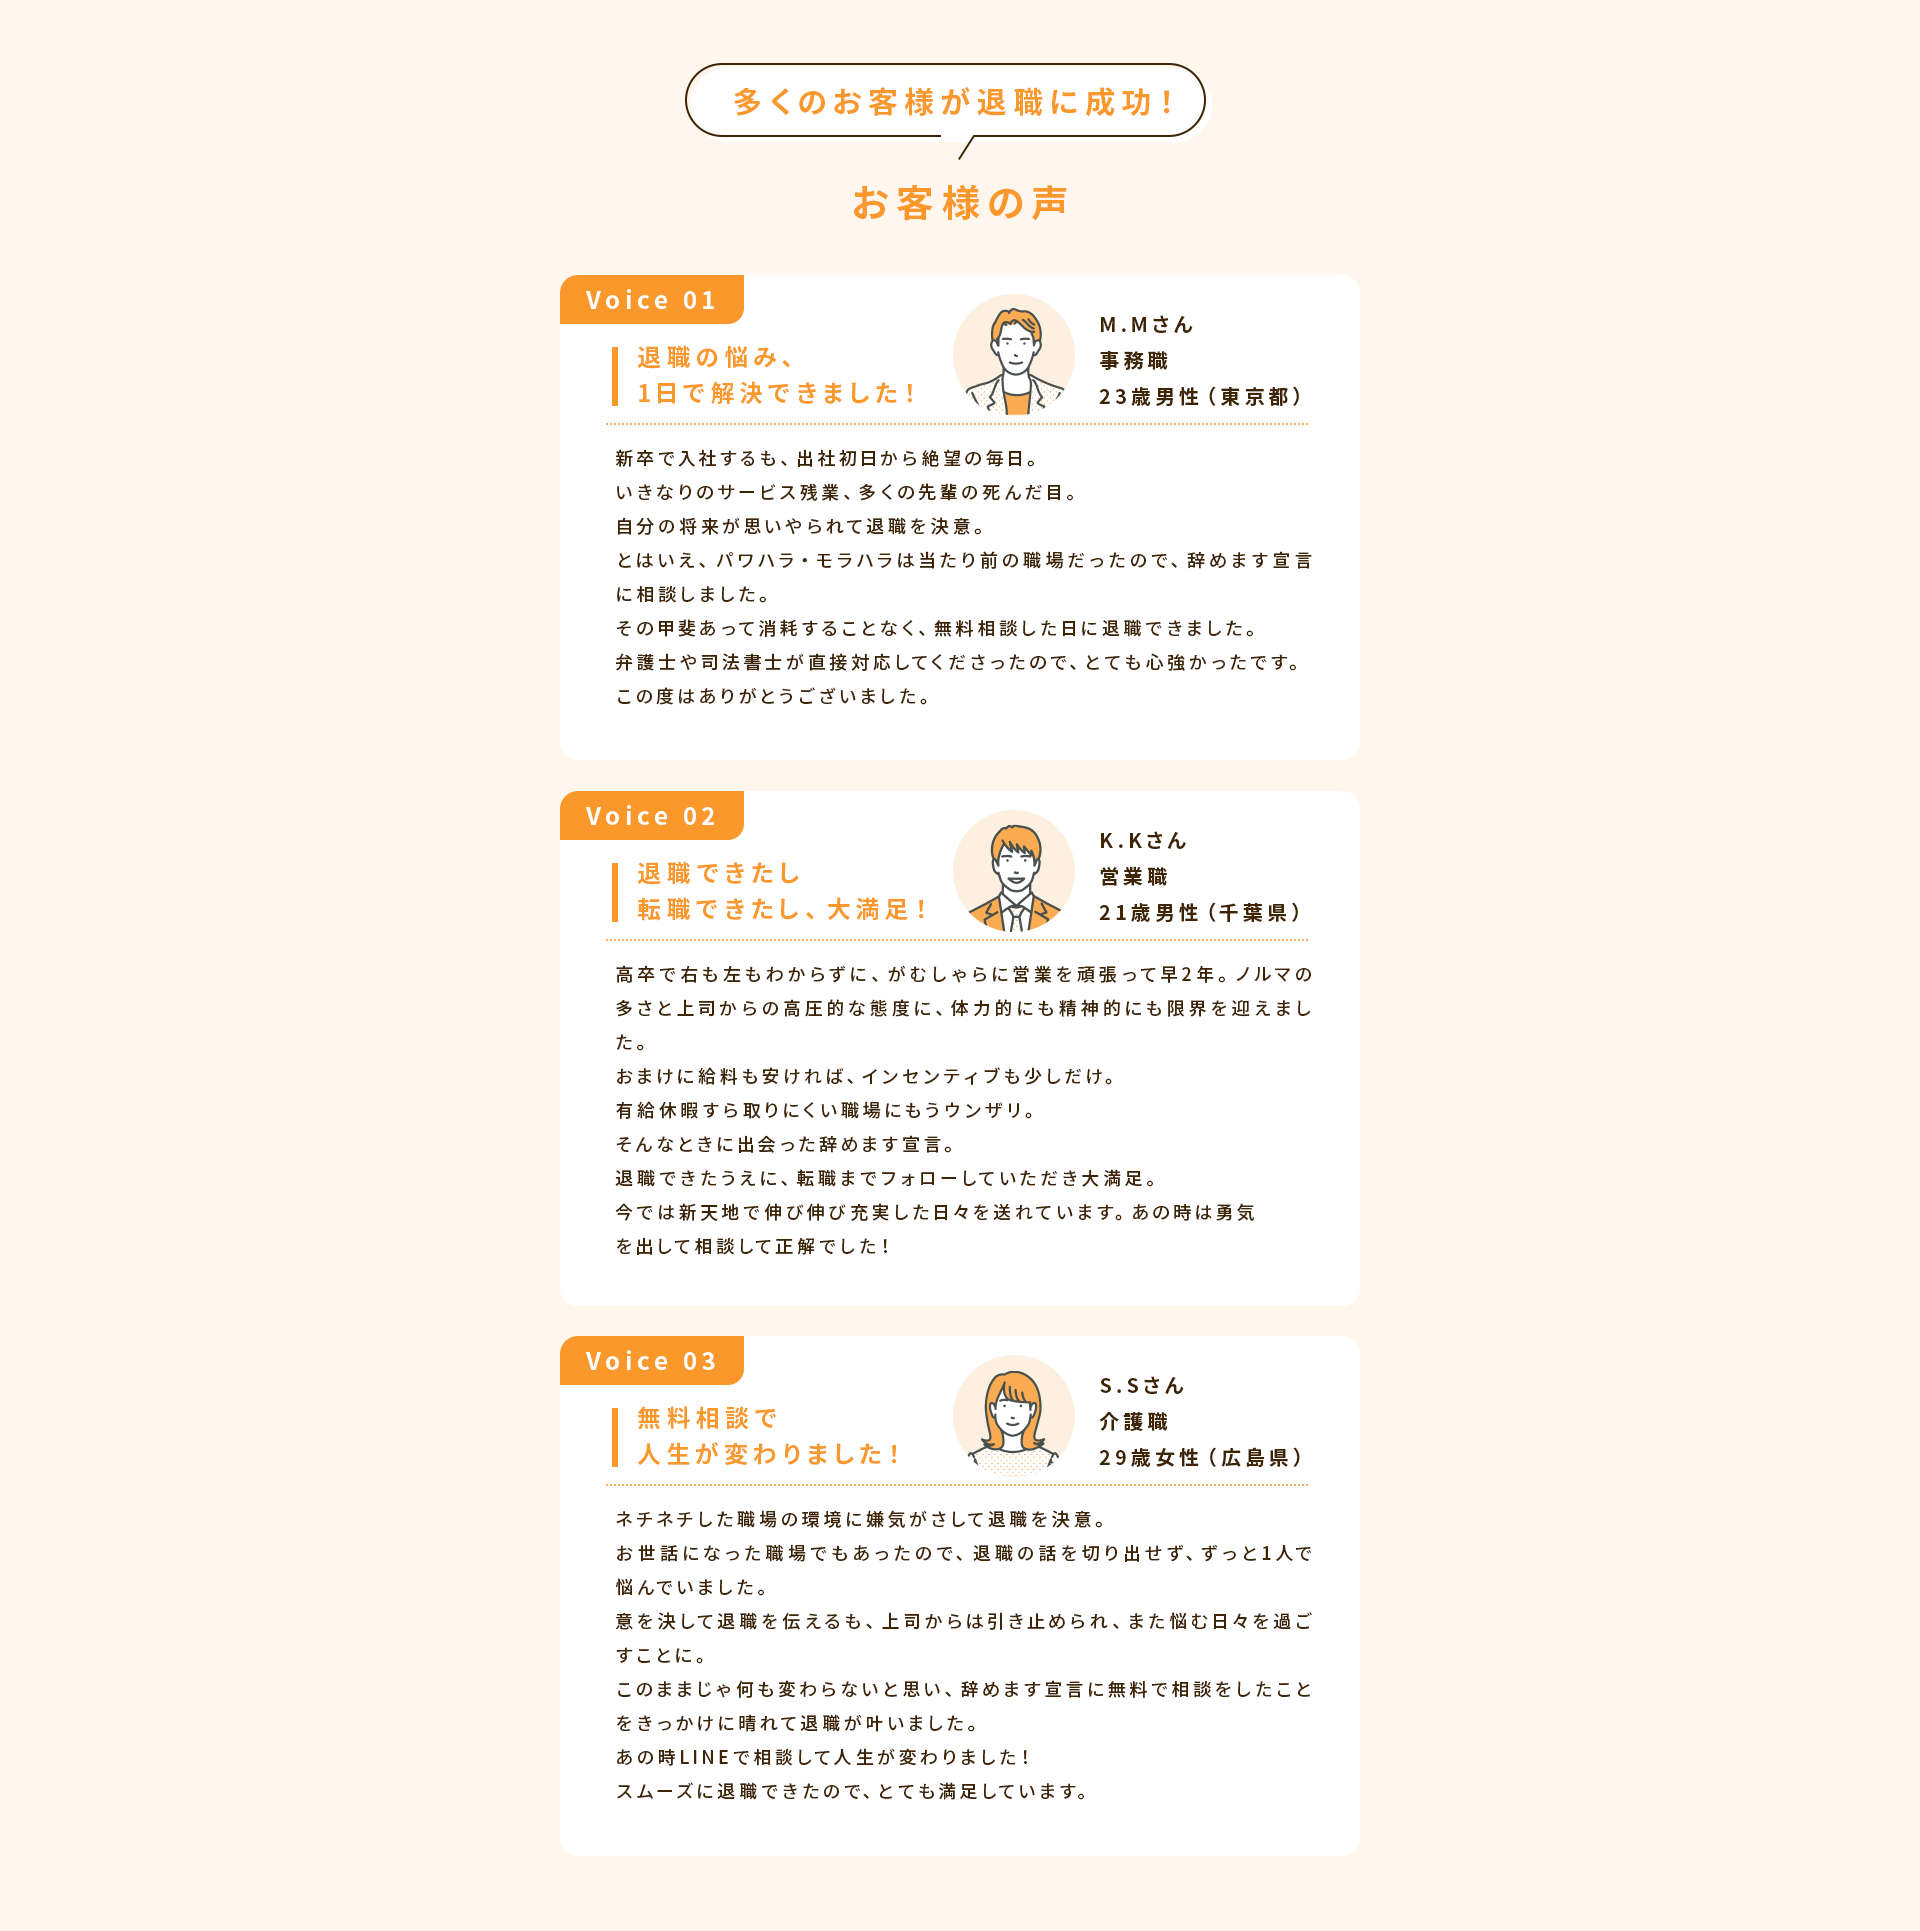 多くのお客様が退職に成功！
お客様の声
Voice 01
退職の悩み、
1日で解決できました！
M.Mさん
事務職
23歳男性（東京都）
新卒で入社するも、出社初日から絶望の毎日。
いきなりのサービス残業、多くの先輩の死んだ目。
自分の将来が思いやられて退職を決意。
とはいえ、パワハラ・モラハラは当たり前の職場だったので、辞めます宣言
に相談しました。
その甲斐あって消耗することなく、無料相談した日に退職できました。
弁護士や司法書士が直接対応してくださったので、とても心強かったです。
この度はありがとうございました。
Voice 02
退職できたし
転職できたし、大満足！
K.Kさん
営業職
21歳男性（千葉県）
高卒で右も左もわからずに、がむしゃらに営業を頑張って早2年。ノルマの
多さと上司からの高圧的な態度に、体力的にも精神的にも限界を迎えまし
た。
おまけに給料も安ければ、インセンティブも少しだけ。
有給休暇すら取りにくい職場にもうウンザリ。
そんなときに出会った辞めます宣言。
退職できたうえに、転職までフォローしていただき大満足。
今では新天地で伸び伸び充実した日々を送れています。あの時は勇気
を出して相談して正解でした！
Voice 03
無料相談で
人生が変わりました！
S.Sさん
介護職
29歳女性（広島県）
ネチネチした職場の環境に嫌気がさして退職を決意。
お世話になった職場でもあったので、退職の話を切り出せず、ずっと1人で
悩んでいました。
意を決して退職を伝えるも、上司からは引き止められ、また悩む日々を過ご
すことに。
このままじゃ何も変わらないと思い、辞めます宣言に無料で相談をしたこと
をきっかけに晴れて退職が叶いました。
あの時LINEで相談して人生が変わりました！
スムーズに退職できたので、とても満足しています。